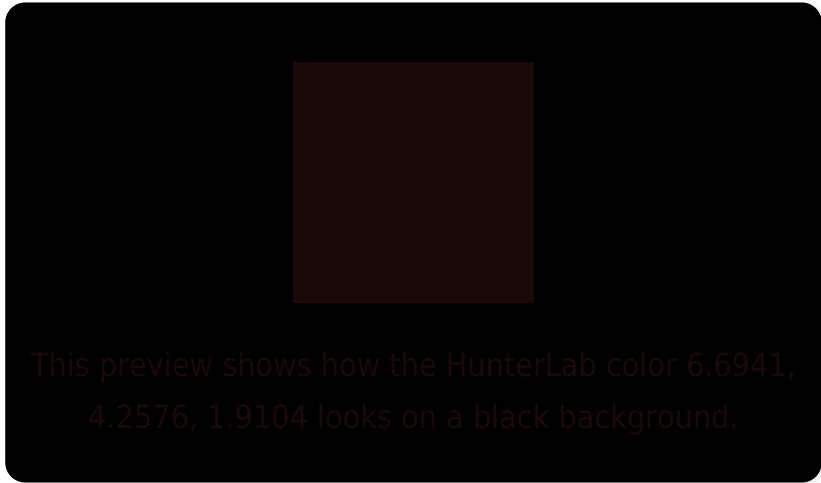 This preview shows how the HunterLab color 6.6941,
4.2576, 1.9104 looks on a black background.